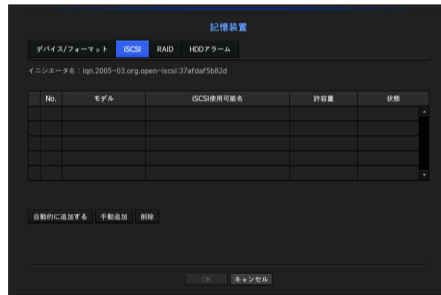 記憶装置
デバイス/フォーマット iSCSI RAID HDDアラーム
イニシエータ名 : iqn.2005-03.org.open-iscsi:37afdaf5b82d
No. モデル iSCSI使用可能名 許容量 状態
自動的に追加する 手動追加 削除
OK キャンセル